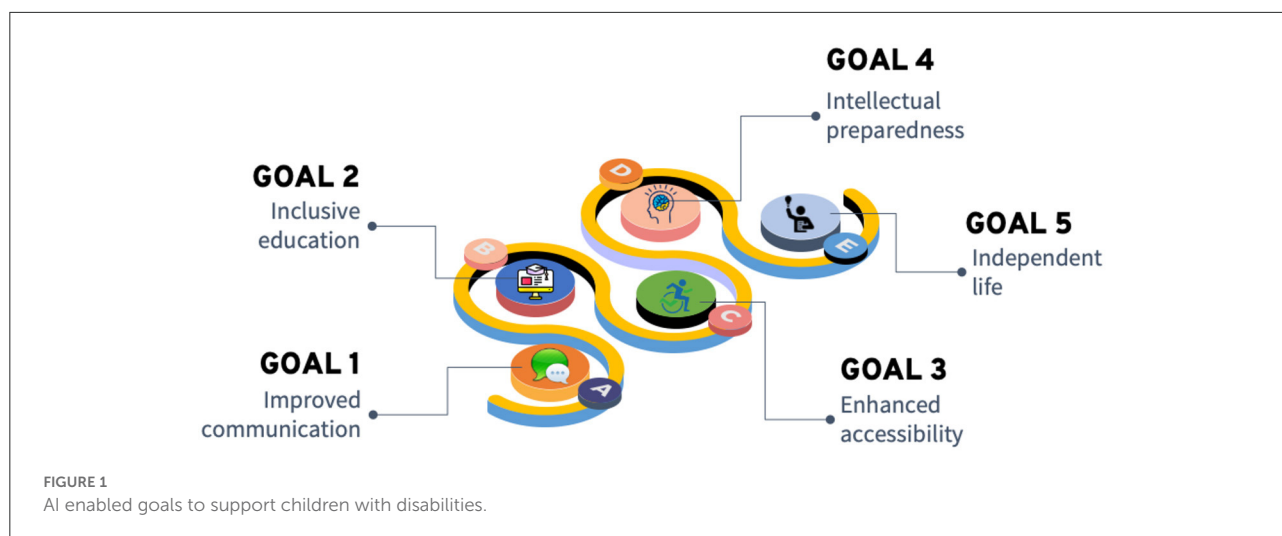 GOAL 1
Improved
communication
A
GOAL 2
Inclusive
education
B
GOAL 3
Enhanced
accessibility
C
GOAL 4
Intellectual
preparedness
D
GOAL 5
Independent
life
E
FIGURE 1
AI enabled goals to support children with disabilities.